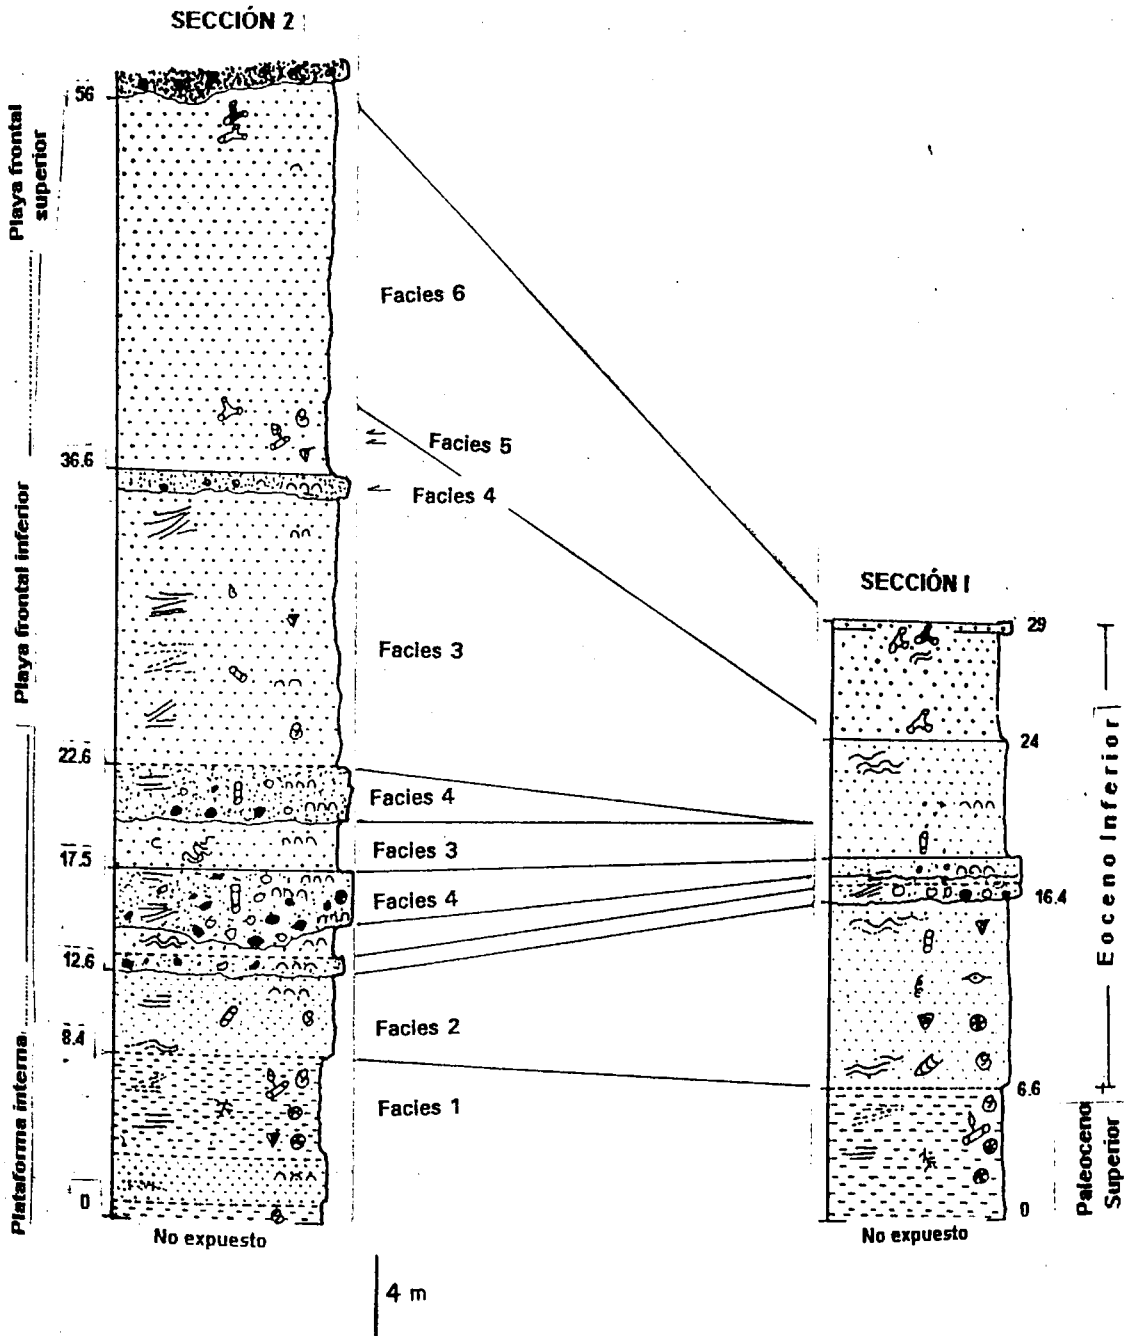 SECCIÓN 2
56
Playa frontal
superior
Facies 6
Facies 5
36.6
Facies 4
Playa frontal inferior
Facies 3
22.6
Facies 4
Facies 3
17.5
Facies 4
12.6
Facies 2
8.4
Facies 1
Plataforma interna
0
No expuesto
4 m
SECCIÓN I
29
24
16.4
6.6
0
No expuesto
Eoceno Inferior
Paleoceno
Superior